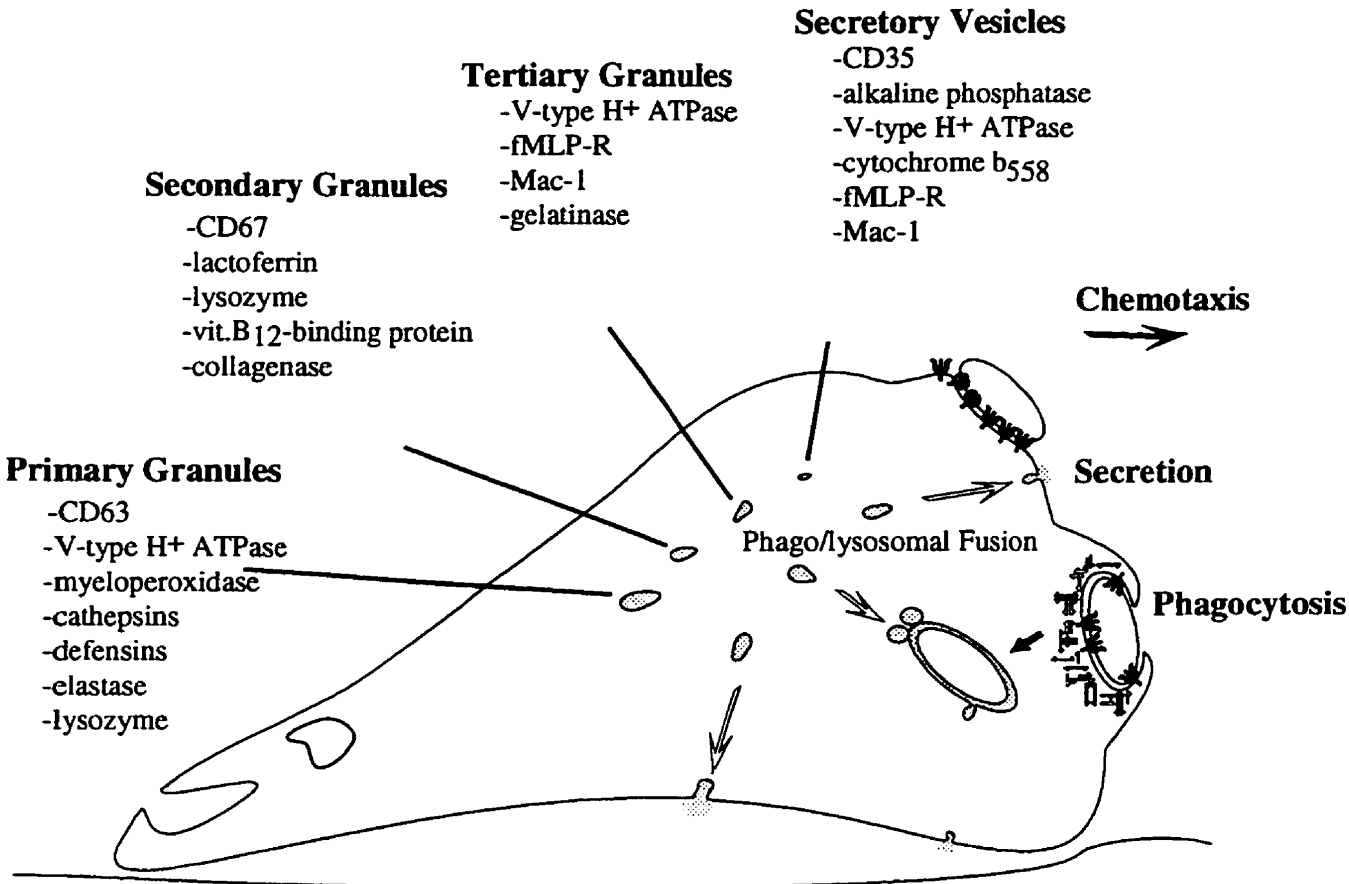 Secretory Vesicles
-CD35
-alkaline phosphatase
-V-type H+ ATPase
-cytochrome b558
-fMLP-R
-Mac-1
Tertiary Granules
-V-type H+ ATPase
-fMLP-R
-Mac-1
-gelatinase
Secondary Granules
-CD67
-lactoferrin
-lysozyme
-vit.B12-binding protein
-collagenase
Primary Granules
-CD63
-V-type H+ ATPase
-myeloperoxidase
-cathepsins
-defensins
-elastase
-lysozyme
Chemotaxis
Secretion
Phago/lysosomal Fusion
Phagocytosis